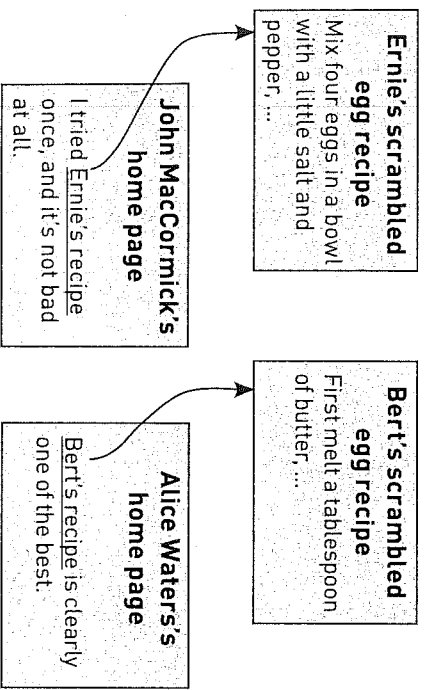 Ernie's scrambled
egg recipe
Mix four eggs in a bowl
with a little salt and
pepper, ...
Bert's scrambled
egg recipe
First melt a tablespoon
of butter, ...
John MacCormick's
home page
I tried Ernie's recipe
once, and it's not bad
at all.
Alice Waters's
home page
Bert's recipe is clearly
one of the best.